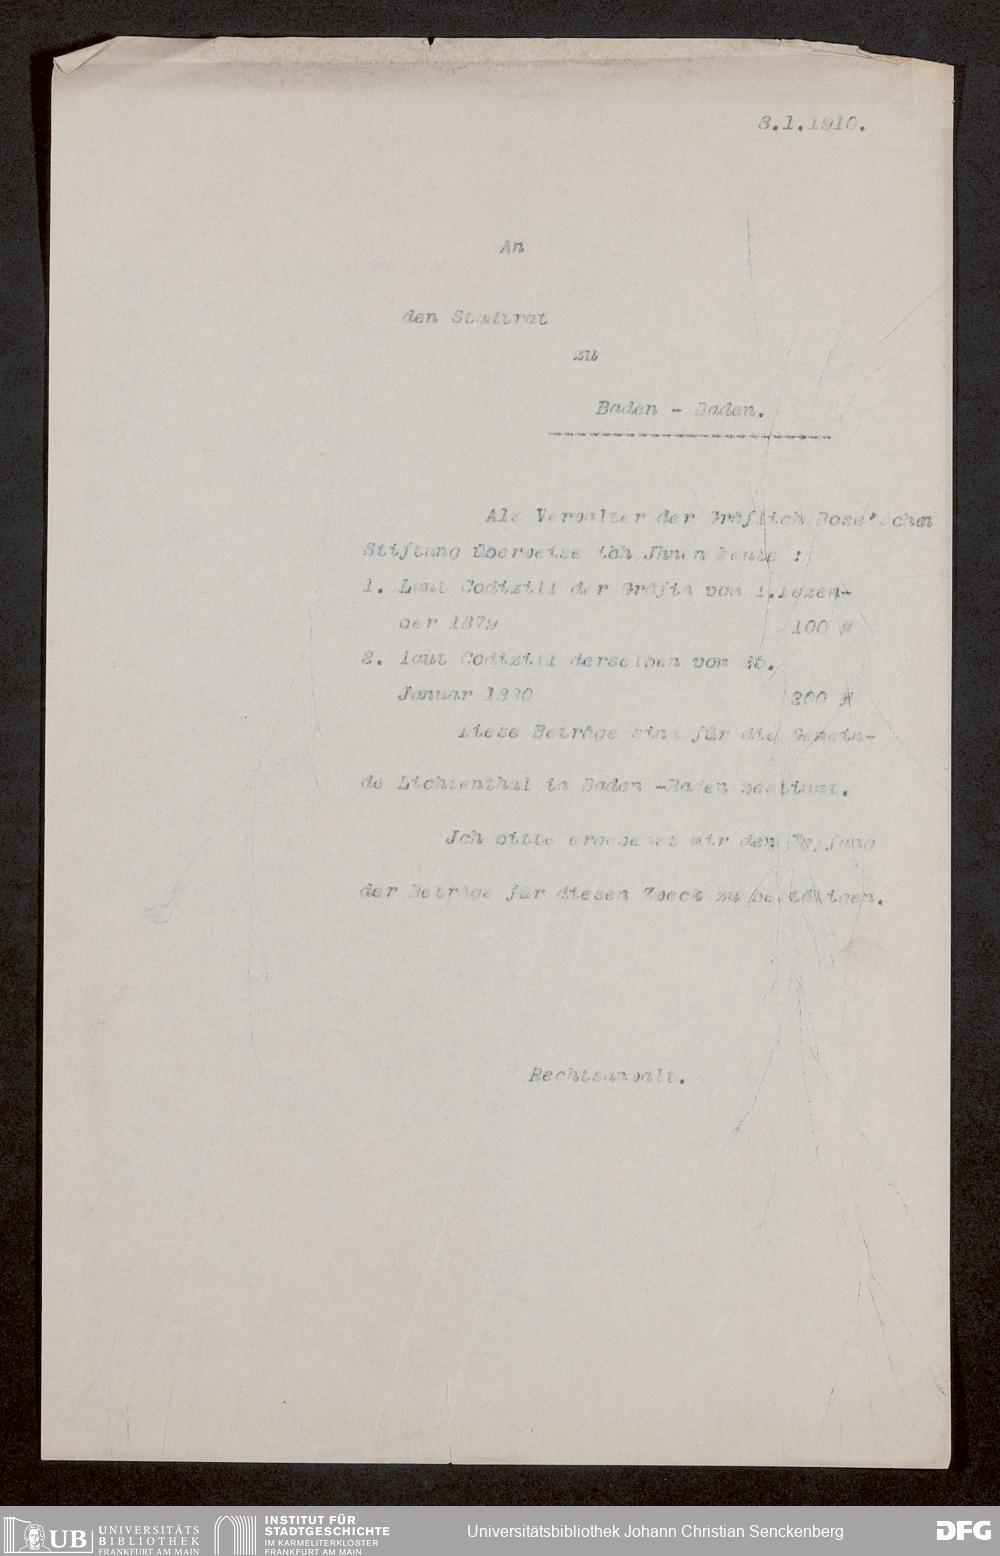 8.1.1910.
An
den Stadtrat
zu
Baden - Baden.
Als Verwalter der Gräflich Bose'schen
Stiftung überweise ich Jhnen heute :
1. Laut Codizill der Gräfin vom 1.Dezem-
ber 1879 100 M
2. laut Codizill derselben vom
Januar 1880 200 M
Diese Beträge sind für die Gemein-
de Lichtenthal in Baden -Baden bestimmt.
Jch bitte ergebenst mir den Empfang
der Beträge für diesen Zweck zu bestätigen.
Rechtsanwalt.
UB UNIVERSITÄTS
BIBLIOTHEK
FRANKFURT AM MAIN
INSTITUT FÜR
STADTGESCHICHTE
IM KARMELITERKLOSTER
FRANKFURT AM MAIN
Universitätsbibliothek Johann Christian Senckenberg
DFG